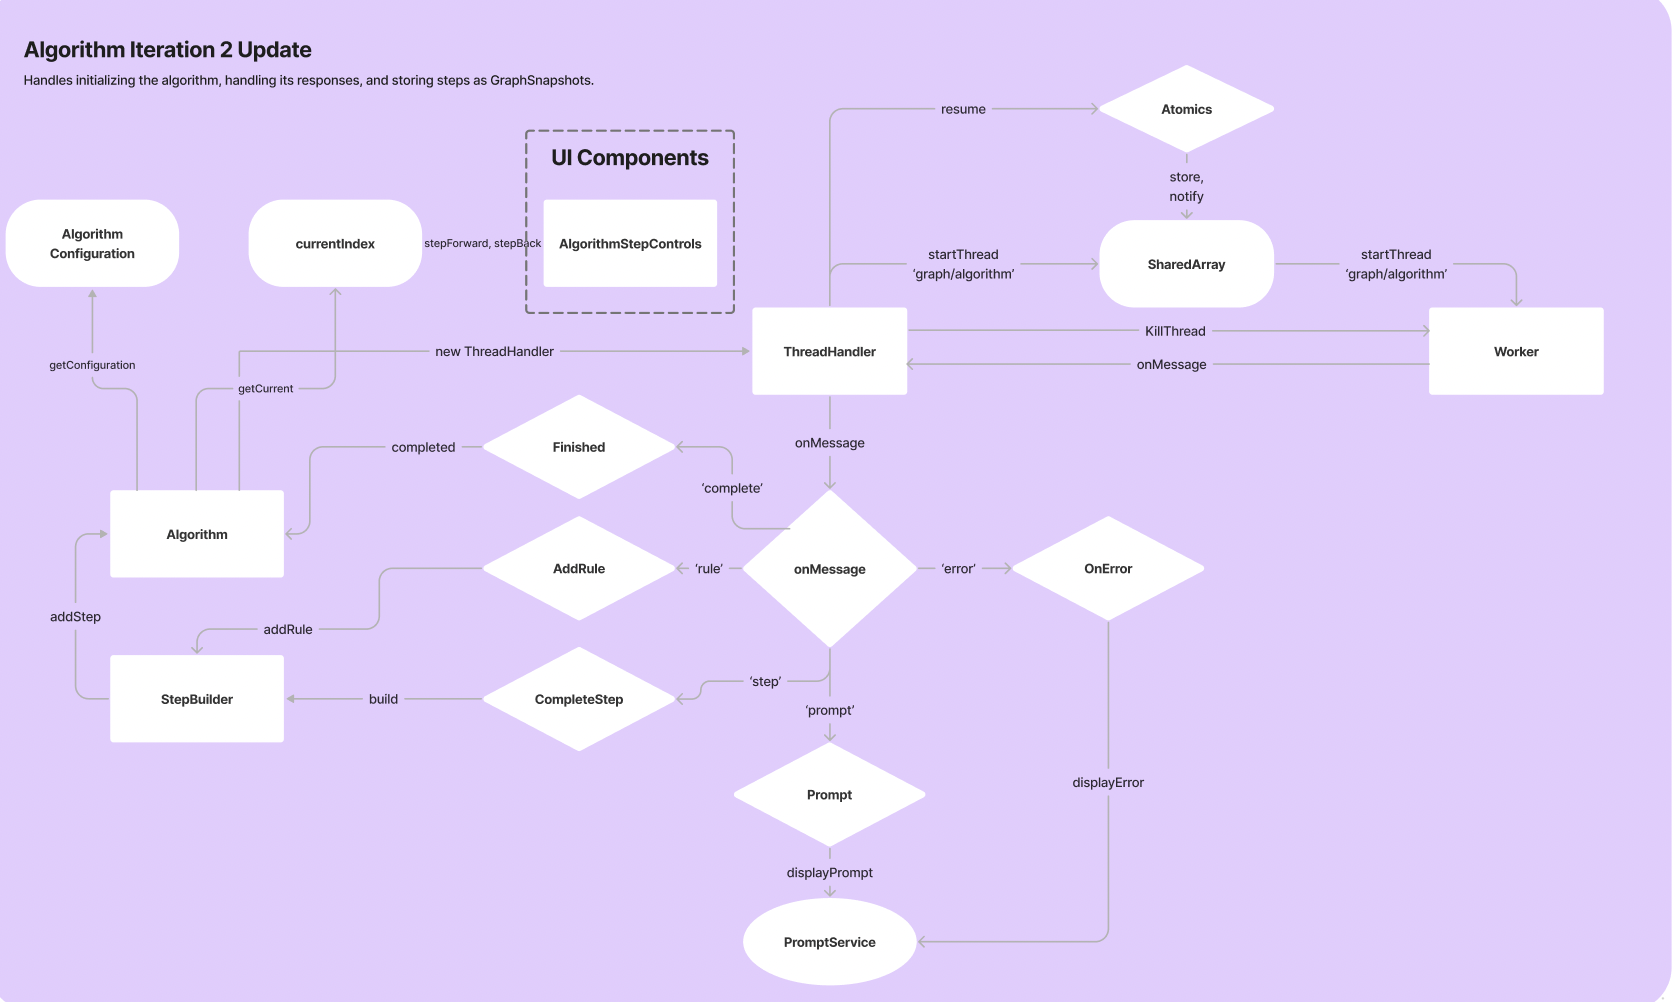 Algorithm Iteration 2 Update
Handles initializing the algorithm, handling its responses, and storing steps as GraphSnapshots.
resume
Atomics
UI Components
store,
notify
Algorithm
Configuration
currentIndex
stepForward, stepBack
AlgorithmStepControls
startThread
‘graph/algorithm’
SharedArray
startThread
‘graph/algorithm’
KillThread
new ThreadHandler
ThreadHandler
Worker
getConfiguration
onMessage
getCurrent
completed
Finished
onMessage
‘complete’
Algorithm
AddRule
‘rule’
onMessage
‘error’
OnError
addStep
addRule
StepBuilder
build
CompleteStep
‘step’
‘prompt’
displayError
Prompt
displayPrompt
PromptService